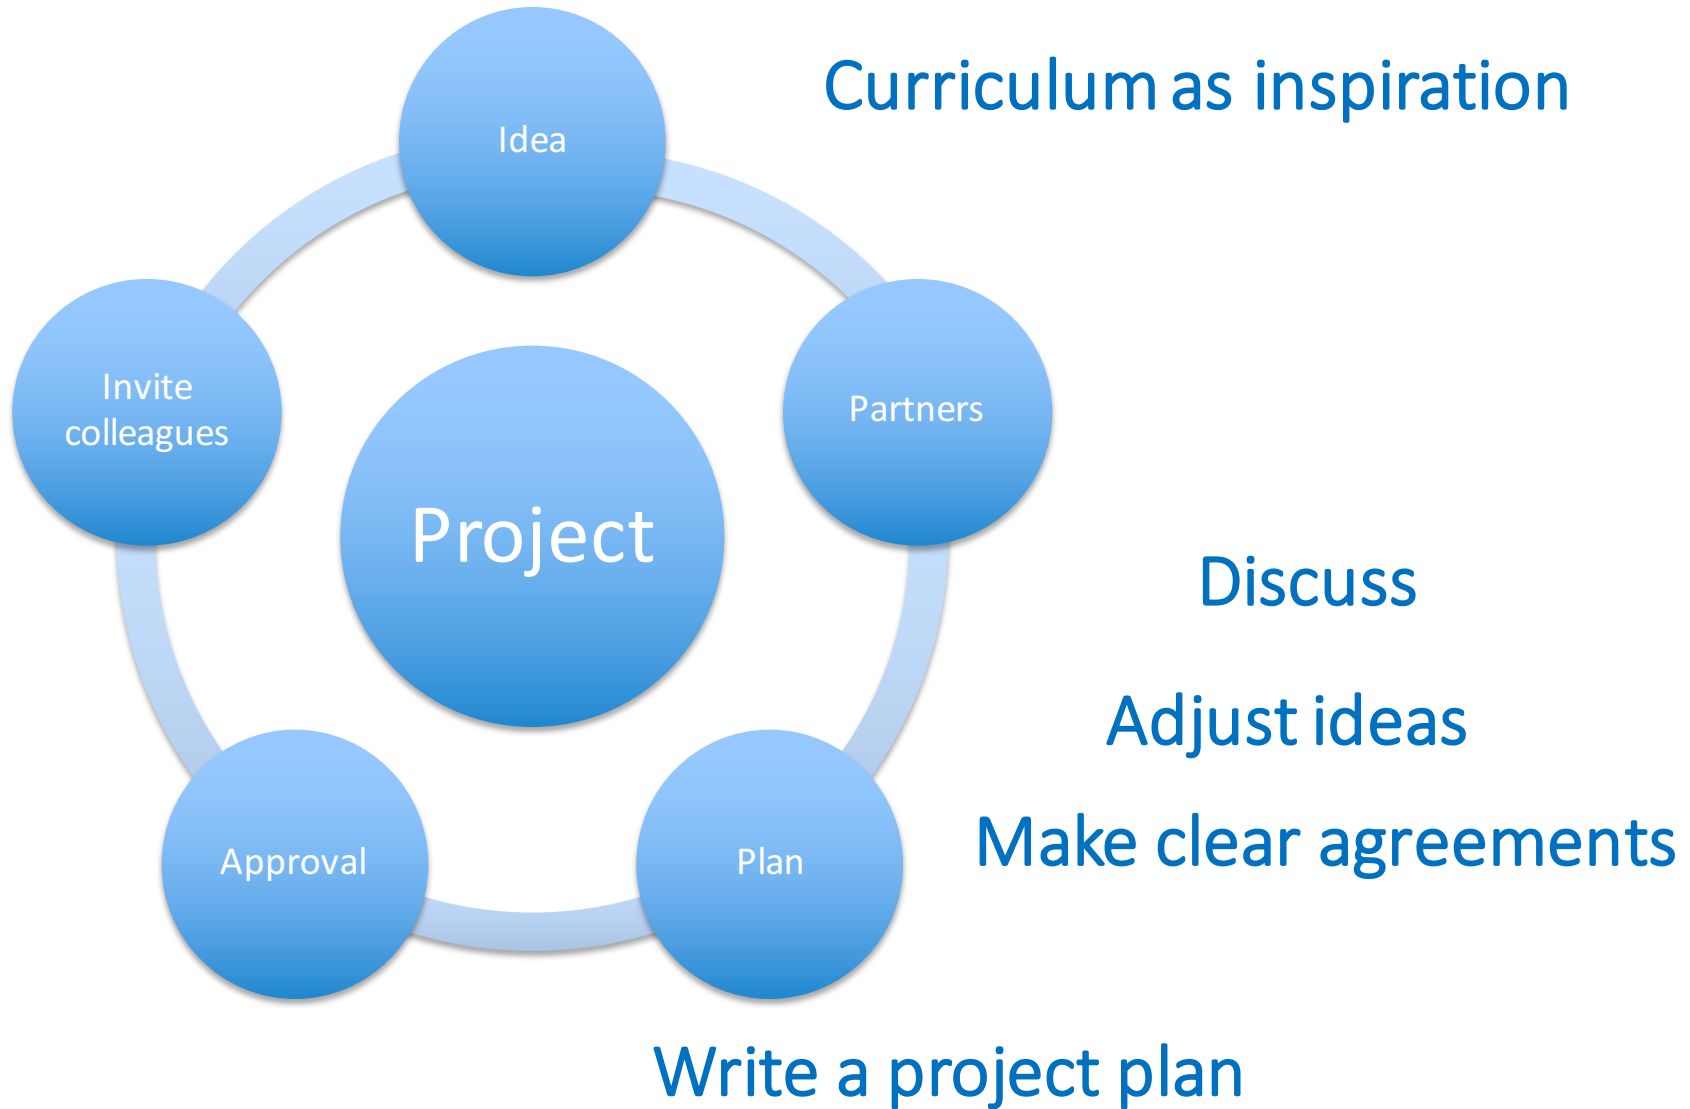 Curriculum as inspiration
Idea
Invite
colleagues
Partners
Project
Discuss
Adjust ideas
Make clear agreements
Approval
Plan
Write a project plan